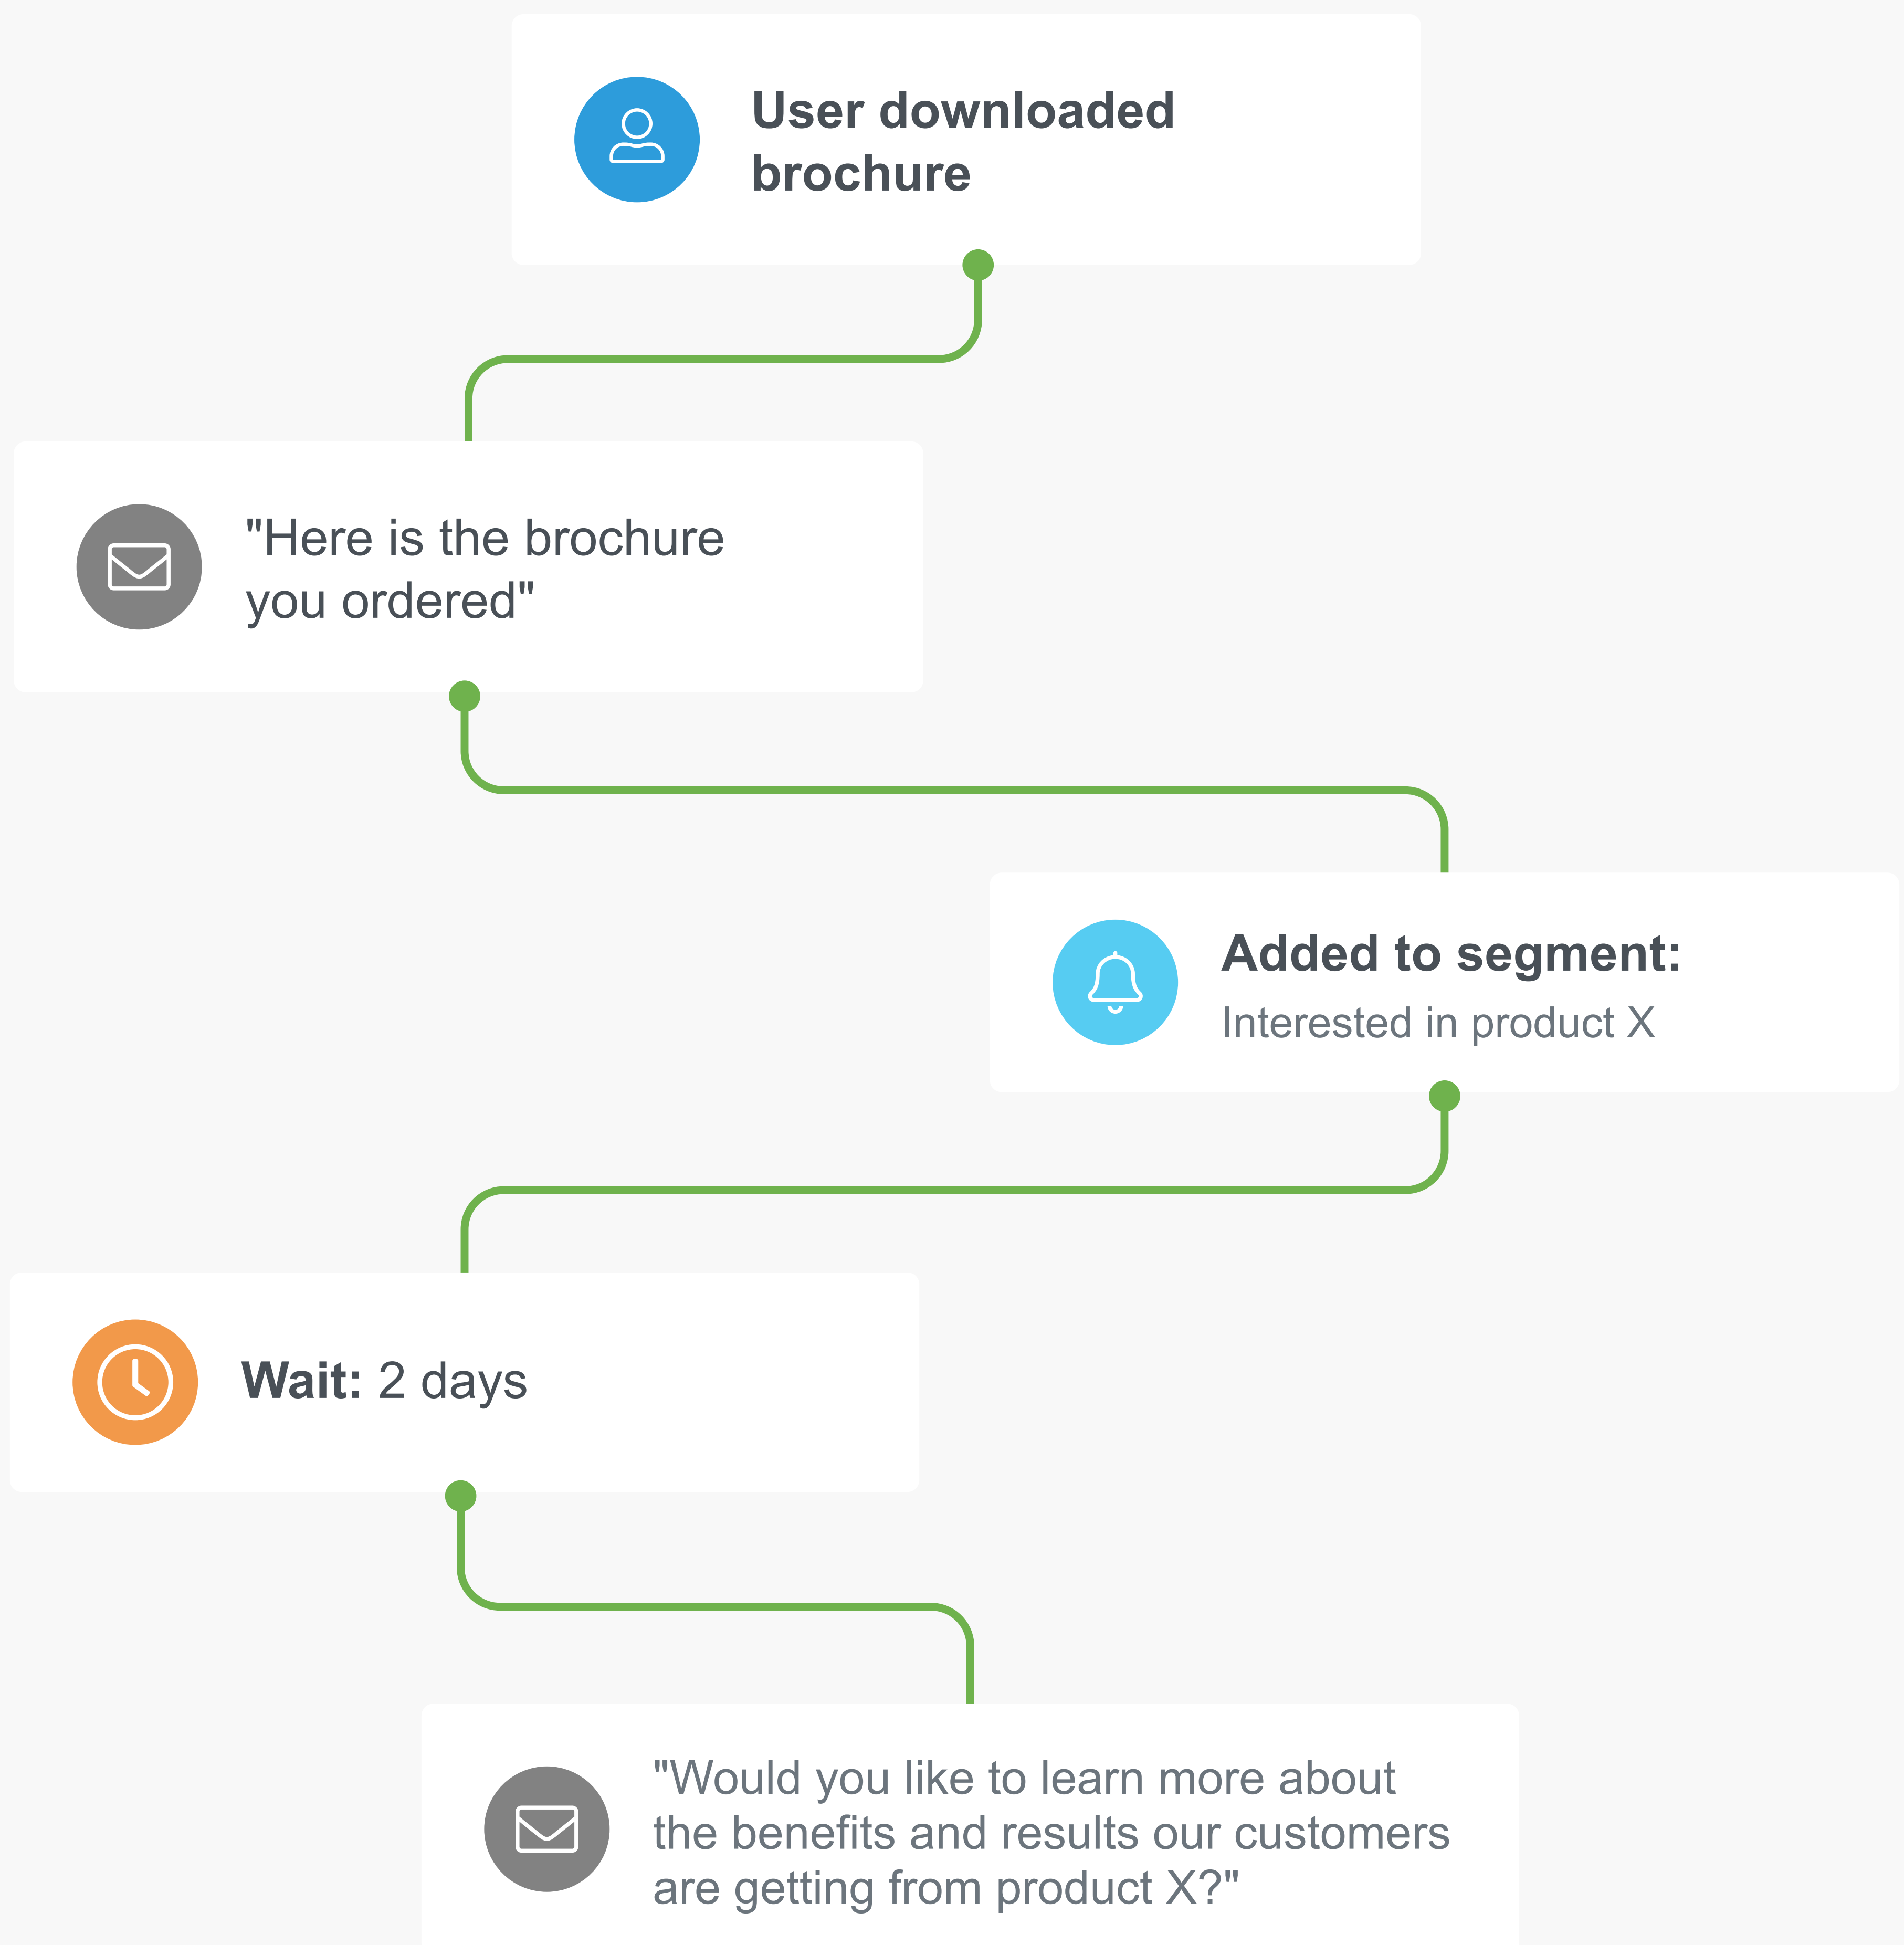 User downloaded
brochure
"Here is the brochure
you ordered"
Added to segment:
Interested in product X
Wait: 2 days
"Would you like to learn more about
the benefits and results our customers
are getting from product X?"